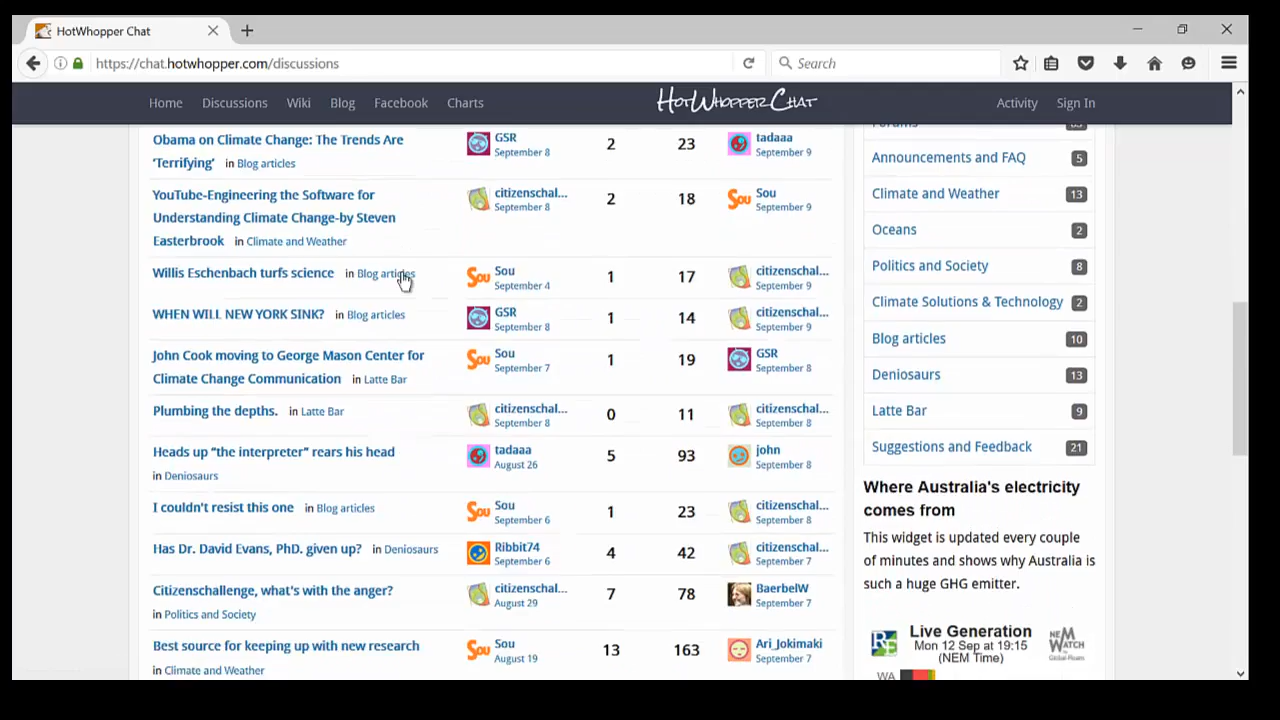 HotWhopper Chat
https://chat.hotwhopper.com/discussions
Search
Home Discussions Wiki Blog Facebook Charts HotWhopperChat Activity Sign In
Obama on Climate Change: The Trends Are
'Terrifying' in Blog articles
GSR
September 8
2
23
tadaaa
September 9
YouTube-Engineering the Software for
Understanding Climate Change-by Steven
Easterbrook in Climate and Weather
citizenschal...
September 8
2
18
Sou
Sou
September 9
Willis Eschenbach turfs science in Blog articles
Sou
Sou
September 4
1
17
citizenschal...
September 9
WHEN WILL NEW YORK SINK? in Blog articles
GSR
September 8
1
14
citizenschal...
September 9
John Cook moving to George Mason Center for
Climate Change Communication in Latte Bar
Sou
Sou
September 7
1
19
GSR
September 8
Plumbing the depths. in Latte Bar
citizenschal...
September 8
0
11
citizenschal...
September 8
Heads up "the interpreter" rears his head
in Deniosaurs
tadaaa
August 26
5
93
john
September 8
I couldn't resist this one in Blog articles
Sou
Sou
September 6
1
23
citizenschal...
September 8
Has Dr. David Evans, PhD. given up? in Deniosaurs
Ribbit74
September 6
4
42
citizenschal...
September 7
Citizenschallenge, what's with the anger?
in Politics and Society
citizenschal...
August 29
7
78
BaerbelW
September 7
Best source for keeping up with new research
in Climate and Weather
Sou
Sou
August 19
13
163
Ari_Jokimaki
September 7
Announcements and FAQ 5
Climate and Weather 13
Oceans 2
Politics and Society 8
Climate Solutions & Technology 2
Blog articles 10
Deniosaurs 13
Latte Bar 9
Suggestions and Feedback 21
Where Australia's electricity
comes from
This widget is updated every couple
of minutes and shows why Australia is
such a huge GHG emitter.
RE
Live Generation
Mon 12 Sep at 19:15
(NEM Time)
NEM
WATCH
WA